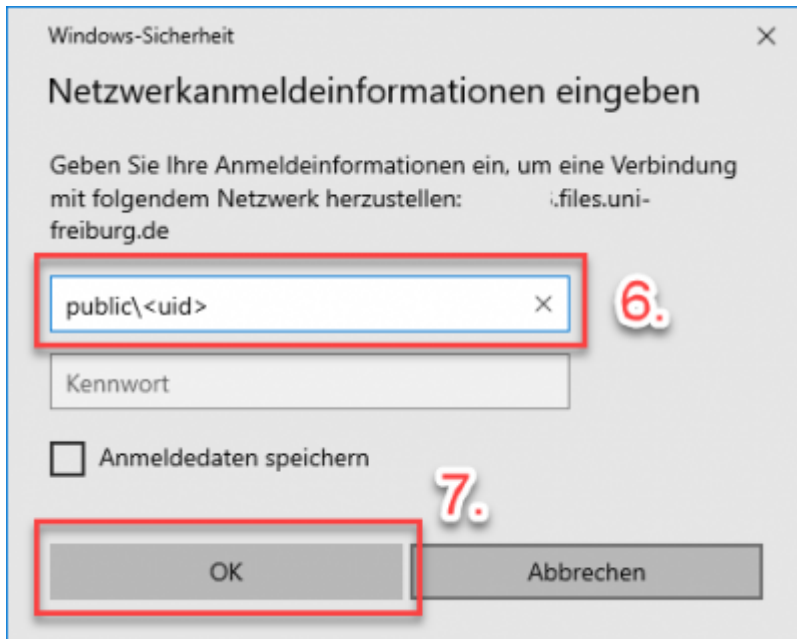 Windows-Sicherheit
Netzwerkanmeldeinformationen eingeben
Geben Sie Ihre Anmeldeinformationen ein, um eine Verbindung
mit folgendem Netzwerk herzustellen: .files.uni-
freiburg.de
public\<uid>
6.
Kennwort
Anmeldedaten speichern
7.
OK
Abbrechen